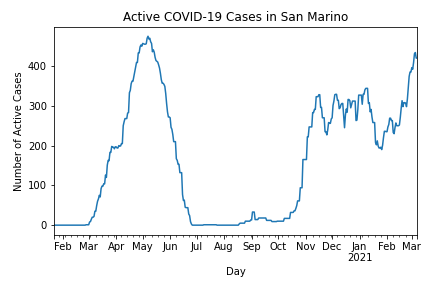 Active COVID-19 Cases in San Marino
Number of Active Cases
400
300
200
100
0
Feb Mar Apr May Jun Jul Aug Sep Oct Nov Dec Jan Feb Mar
2021
Day